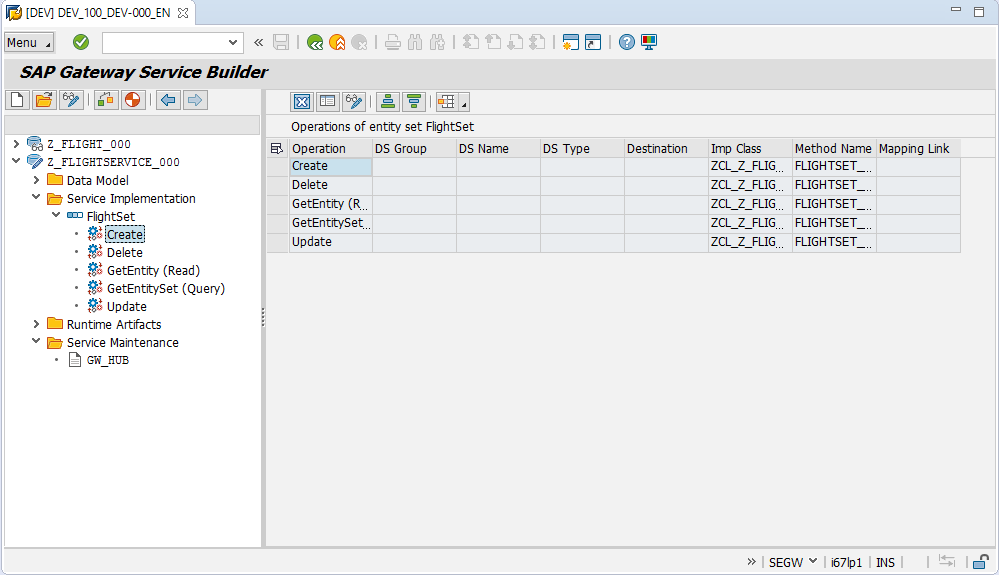 [DEV] DEV_100_DEV-000_EN
Menu
SAP Gateway Service Builder
Z_FLIGHT_000
Z_FLIGHTSERVICE_000
Data Model
Service Implementation
FlightSet
Create
Delete
GetEntity (Read)
GetEntitySet (Query)
Update
Runtime Artifacts
Service Maintenance
GW_HUB
Operations of entity set FlightSet
Operation DS Group DS Name DS Type Destination Imp Class Method Name Mapping Link
Create ZCL_Z_FLIG... FLIGHTSET_...
Delete ZCL_Z_FLIG... FLIGHTSET_...
GetEntity (R... ZCL_Z_FLIG... FLIGHTSET_...
GetEntitySet... ZCL_Z_FLIG... FLIGHTSET_...
Update ZCL_Z_FLIG... FLIGHTSET_...
SEGW i67lp1 INS